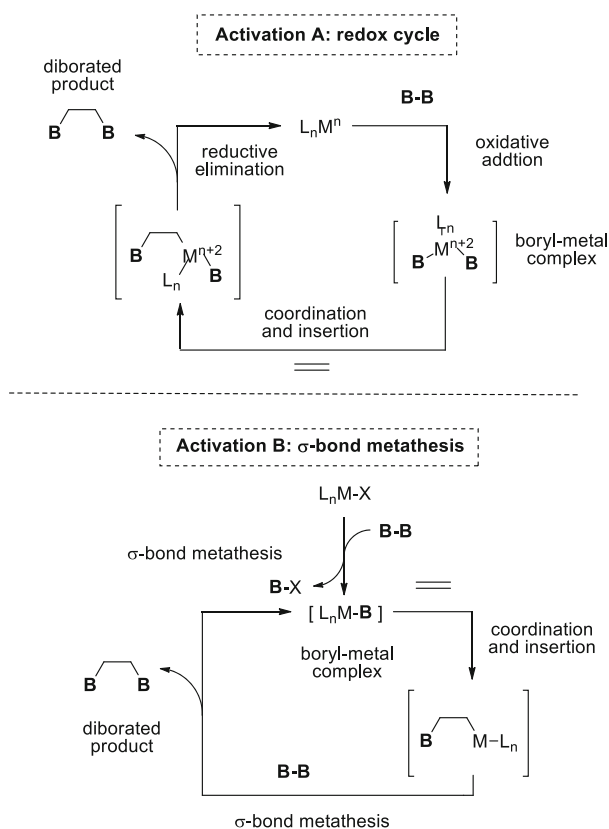 Activation A: redox cycle
diborated
product
B B
reductive
elimination
LnMn
B-B
oxidative
addtion
B
Mn+2
Ln
B
Ln
Mn+2
B B
boryl-metal
complex
coordination
and insertion
Activation B: σ-bond metathesis
LnM-X
B-B
σ-bond metathesis
B-X
[ LnM-B ]
boryl-metal
complex
coordination
and insertion
B B
diborated
product
B M-Ln
B-B
σ-bond metathesis